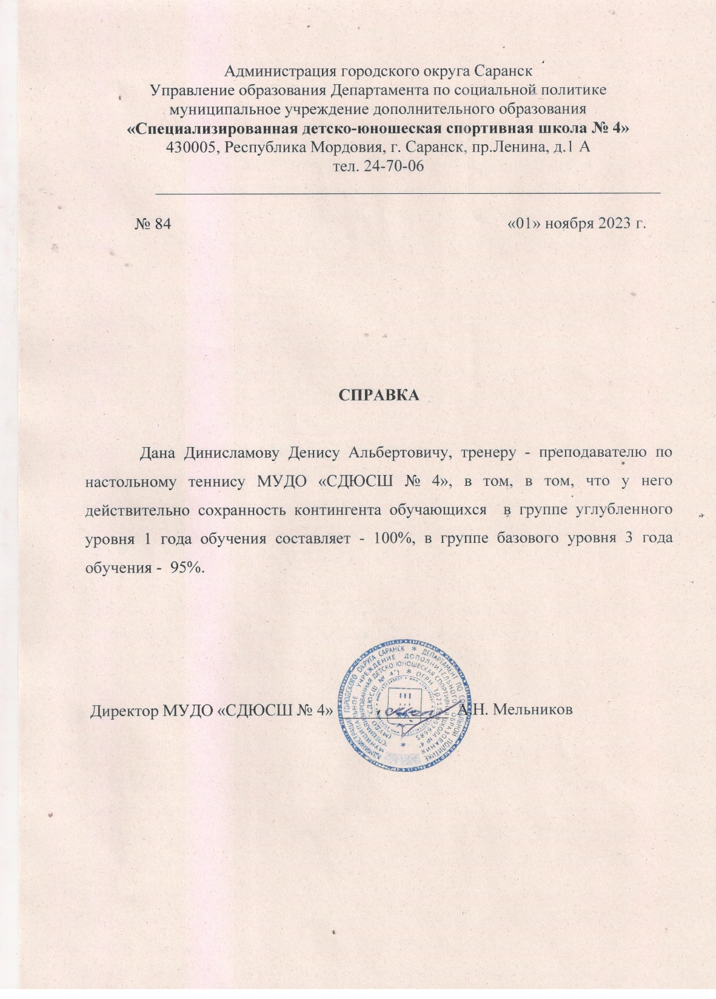 Администрация городского округа Саранск
Управление образования Департамента по социальной политике
муниципальное учреждение дополнительного образования
«Специализированная детско-юношеская спортивная школа № 4»
430005, Республика Мордовия, г. Саранск, пр.Ленина, д.1 А
тел. 24-70-06
№ 84 «01» ноября 2023 г.
СПРАВКА
Дана Динисламову Денису Альбертовичу, тренеру - преподавателю по
настольному теннису МУДО «СДЮСШ № 4», в том, в том, что у него
действительно сохранность контингента обучающихся в группе углубленного
уровня 1 года обучения составляет - 100%, в группе базового уровня 3 года
обучения - 95%.
Директор МУДО «СДЮСШ № 4» А.Н. Мельников
АДМИНИСТРАЦИЯ ГОРОДСКОГО ОКРУГА САРАНСК * ДЕПАРТАМЕНТ ПО СОЦИАЛЬНОЙ ПОЛИТИКЕ
МУНИЦИПАЛЬНОЕ УЧРЕЖДЕНИЕ ДОПОЛНИТЕЛЬНОГО ОБРАЗОВАНИЯ
"СПЕЦИАЛИЗИРОВАННАЯ ДЕТСКО ЮНОШЕСКАЯ СПОРТИВНАЯ ШКОЛА № 4"
(МУДО "СДЮСШ № 4") * ОГРН